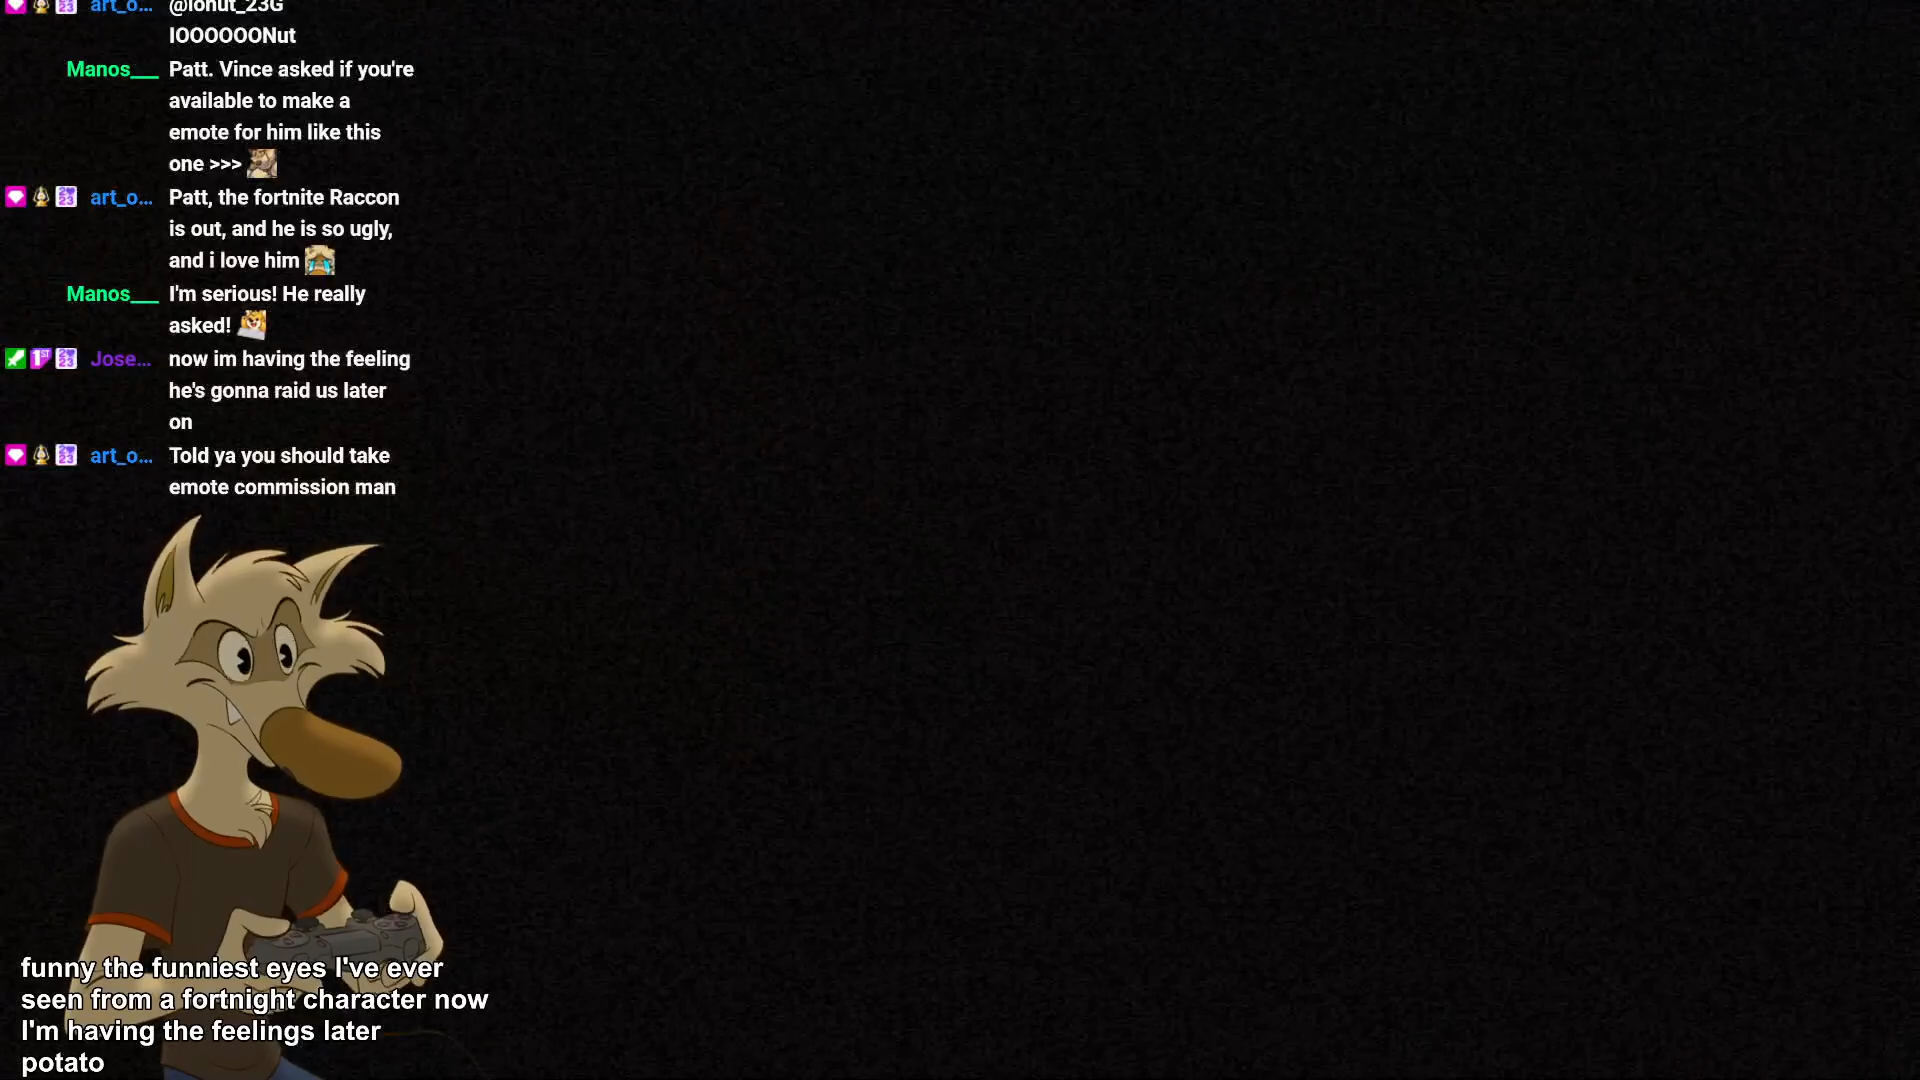 art_o... @Ionut_23G
IOOOOOONut
Manos___ Patt. Vince asked if you're
available to make a
emote for him like this
one >>>
art_o... Patt, the fortnite Raccon
is out, and he is so ugly,
and i love him
Manos___ I'm serious! He really
asked!
Jose... now im having the feeling
he's gonna raid us later
on
art_o... Told ya you should take
emote commission man
funny the funniest eyes I've ever
seen from a fortnight character now
I'm having the feelings later
potato